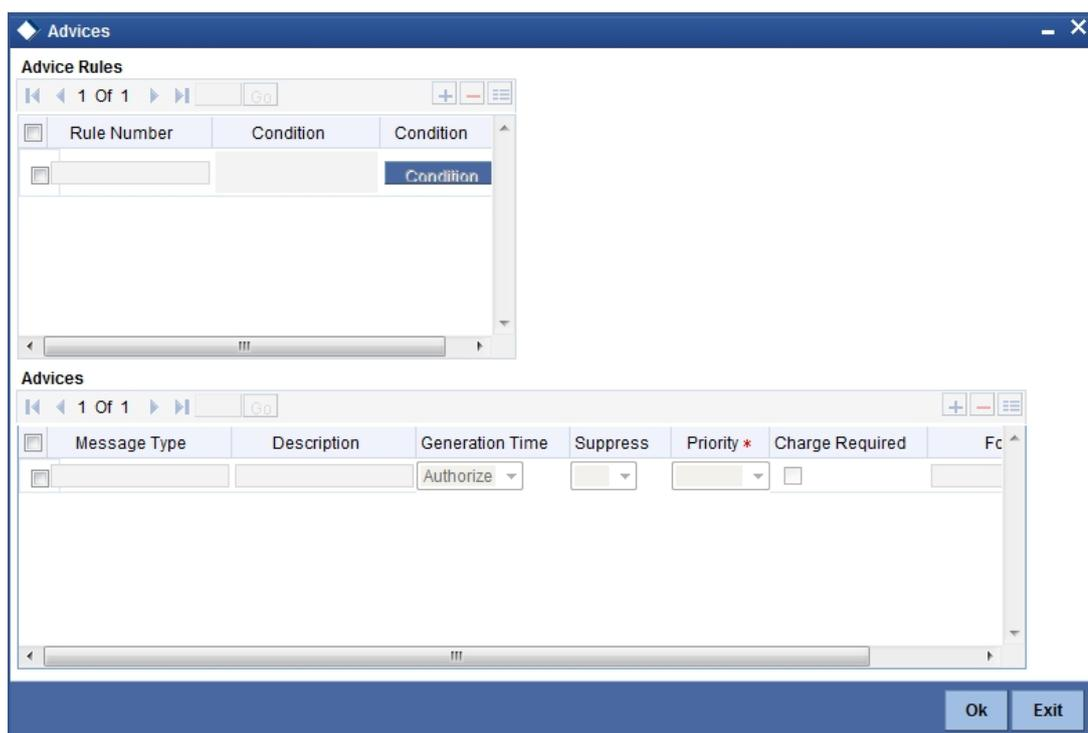 Advices
Advice Rules
1 Of 1 Go
Rule Number Condition Condition
Condition
Advices
1 Of 1 Go
Message Type Description Generation Time Suppress Priority * Charge Required
Authorize
Ok Exit